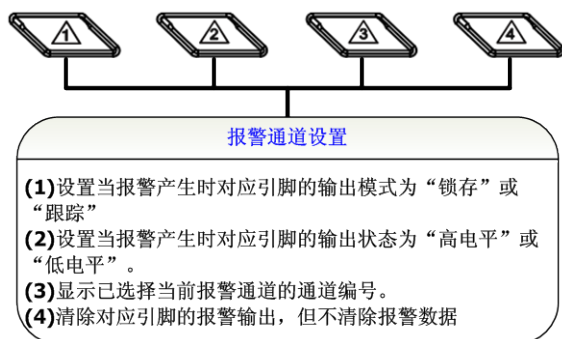 1 2 3 4
报警通道设置
(1)设置当报警产生时对应引脚的输出模式为“锁存”或
“跟踪”
(2)设置当报警产生时对应引脚的输出状态为“高电平”或
“低电平”。
(3)显示已选择当前报警通道的通道编号。
(4)清除对应引脚的报警输出，但不清除报警数据